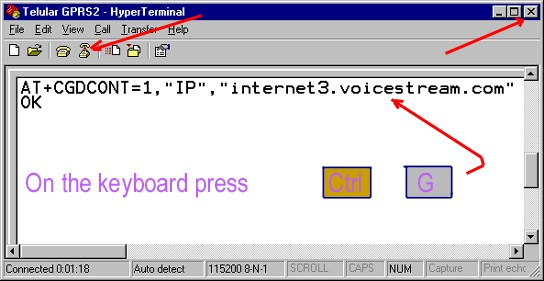 Telular GPRS2 - HyperTerminal
File Edit View Call Transfer Help
AT+CGDCONT=1,"IP","internet3.voicestream.com"
OK
On the keyboard press Ctrl G
Connected 0:01:18 Auto detect 115200 8-N-1 SCROLL CAPS NUM Capture Print echo